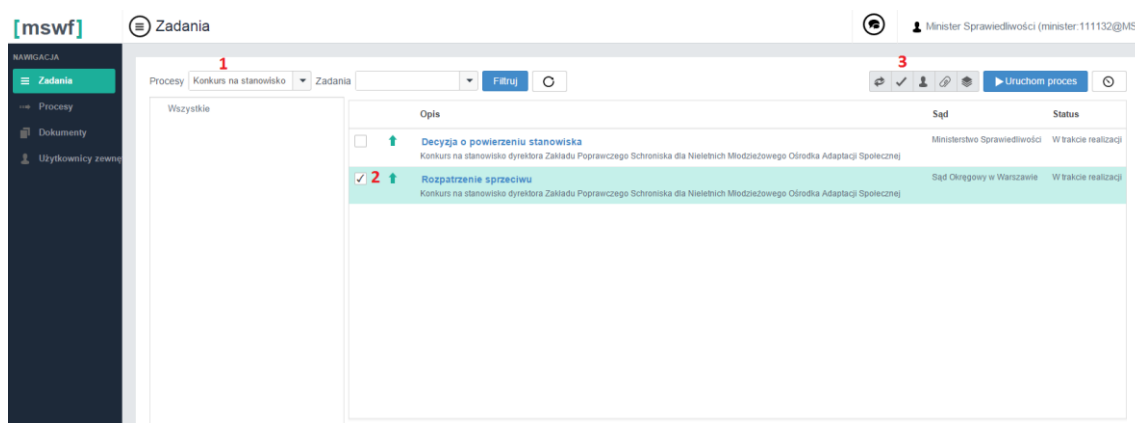 [mswf]
Zadania
Minister Sprawiedliwości (minister:111132@MS
NAWIGACJA
Zadania
Procesy
Dokumenty
Użytkownicy zewnę
1
3
Procesy Konkurs na stanowisko Zadania Filtruj Uruchom proces
Wszystkie
Opis Sąd Status
Decyzja o powierzeniu stanowiska Ministerstwo Sprawiedliwości W trakcie realizacji
Konkurs na stanowisko dyrektora Zakładu Poprawczego Schroniska dla Nieletnich Młodzieżowego Ośrodka Adaptacji Społecznej
2 Rozpatrzenie sprzeciwu Sąd Okręgowy w Warszawie W trakcie realizacji
Konkurs na stanowisko dyrektora Zakładu Poprawczego Schroniska dla Nieletnich Młodzieżowego Ośrodka Adaptacji Społecznej